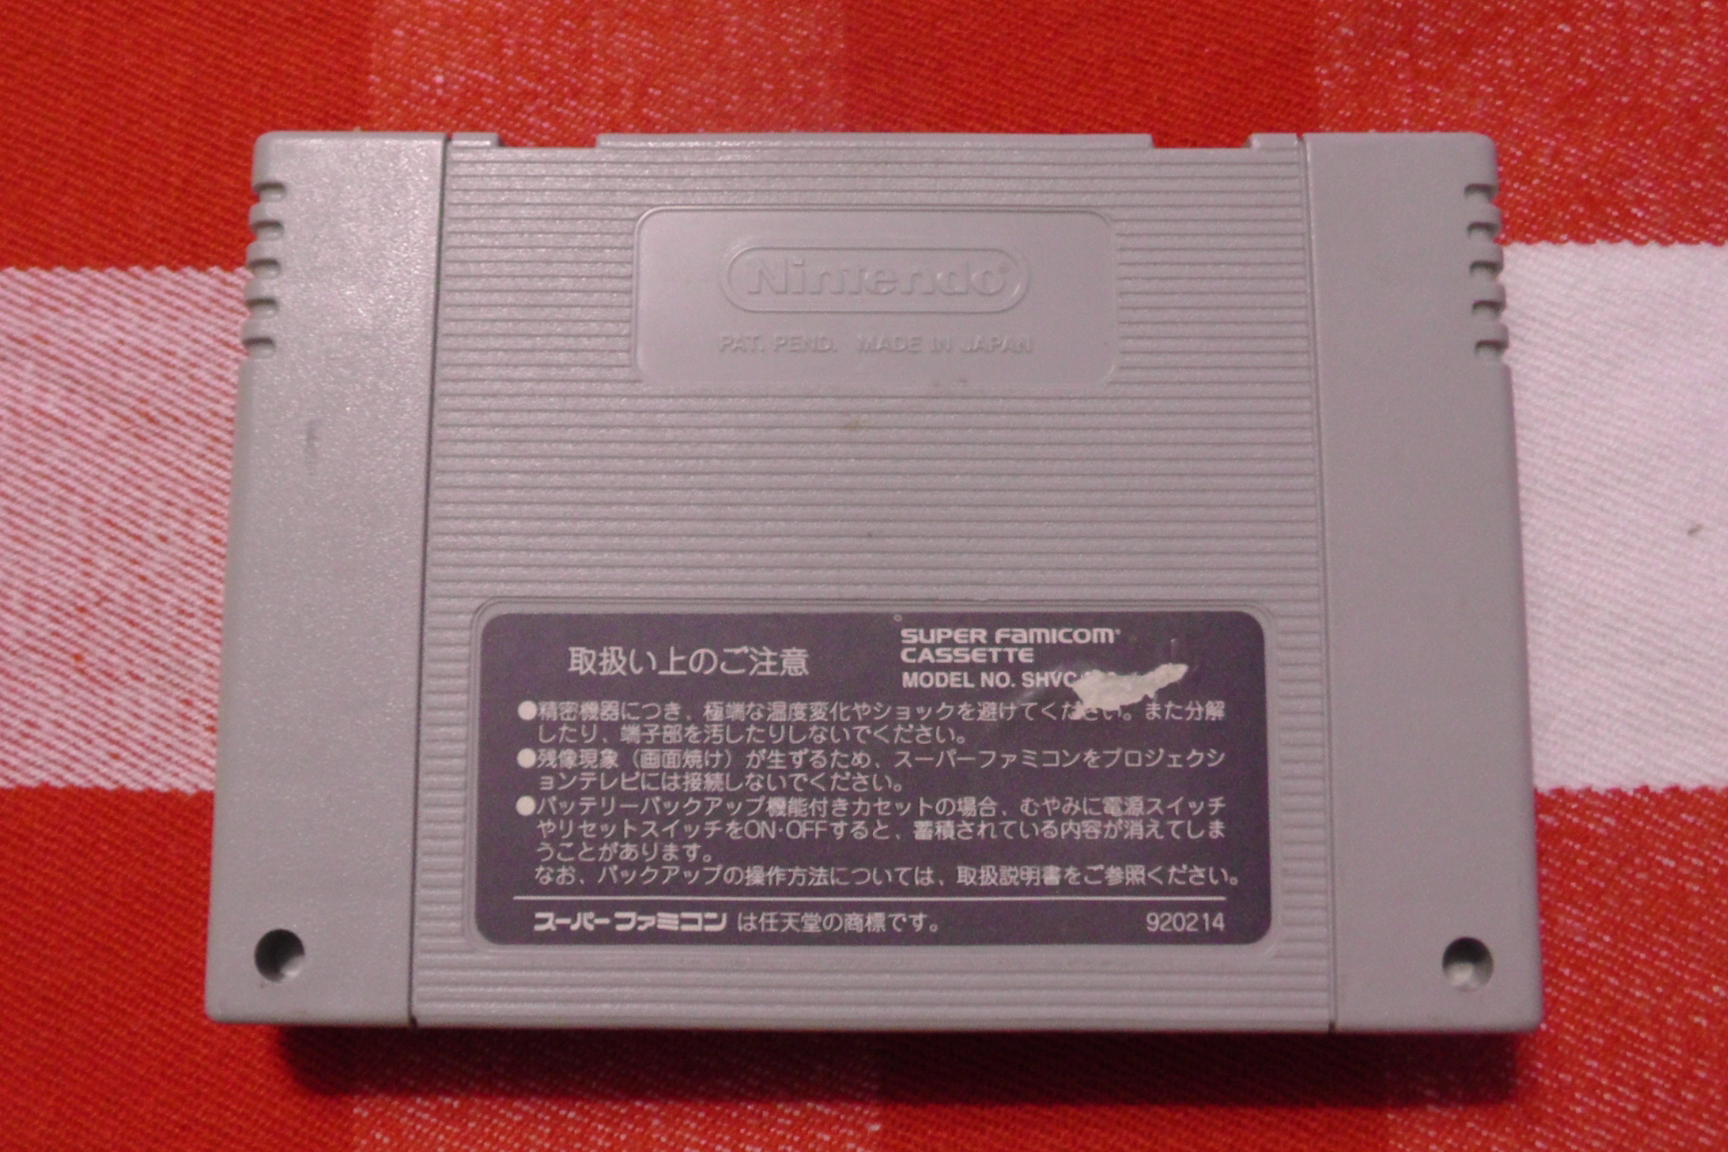 Nintendo®
PAT. PEND. MADE IN JAPAN
取扱い上のご注意
SUPER FAMICOM®
CASSETTE
MODEL NO. SHVC
●精密機器につき、極端な温度変化やショックを避けてください。また分解
したり、端子部を汚したりしないでください。
●残像現象（画面焼け）が生ずるため、スーパーファミコンをプロジェクシ
ョンテレビには接続しないでください。
●バッテリーバックアップ機能付きカセットの場合、むやみに電源スイッチ
やリセットスイッチをON・OFFすると、蓄積されている内容が消えてしま
うことがあります。
なお、バックアップの操作方法については、取扱説明書をご参照ください。
スーパーファミコン は任天堂の商標です。 920214